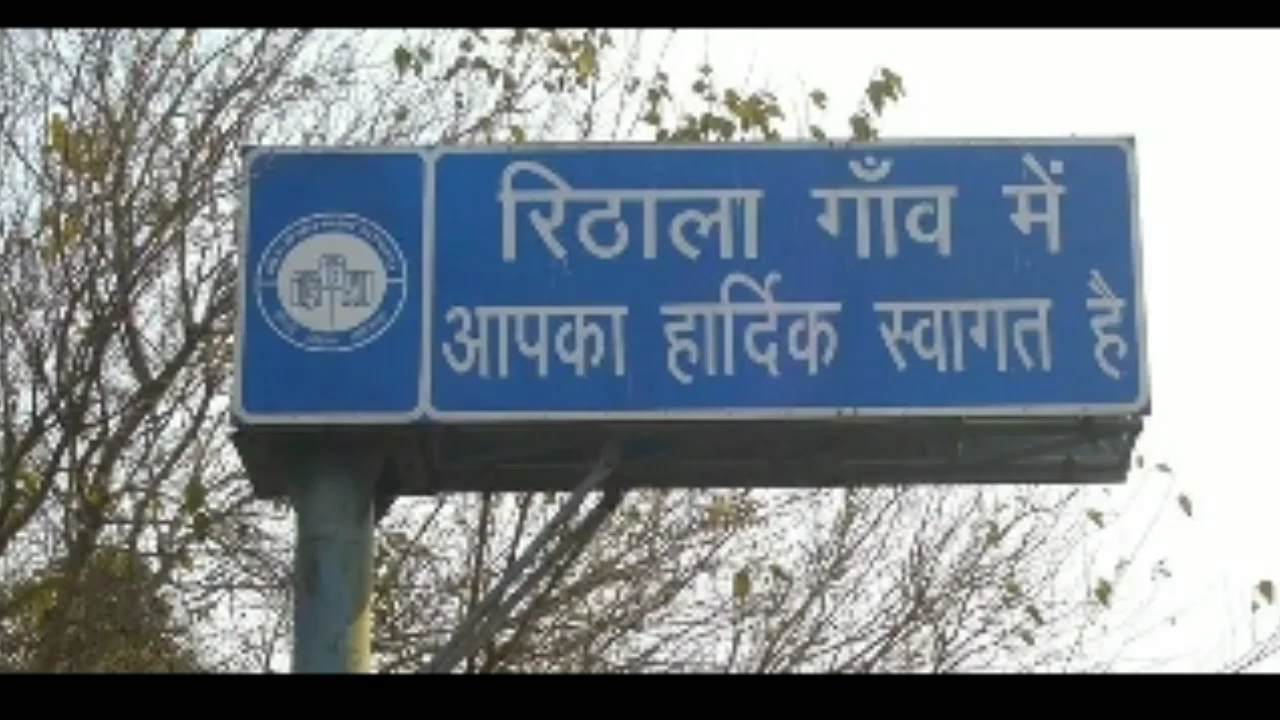 रिठाला गाँव में
आपका हार्दिक स्वागत है